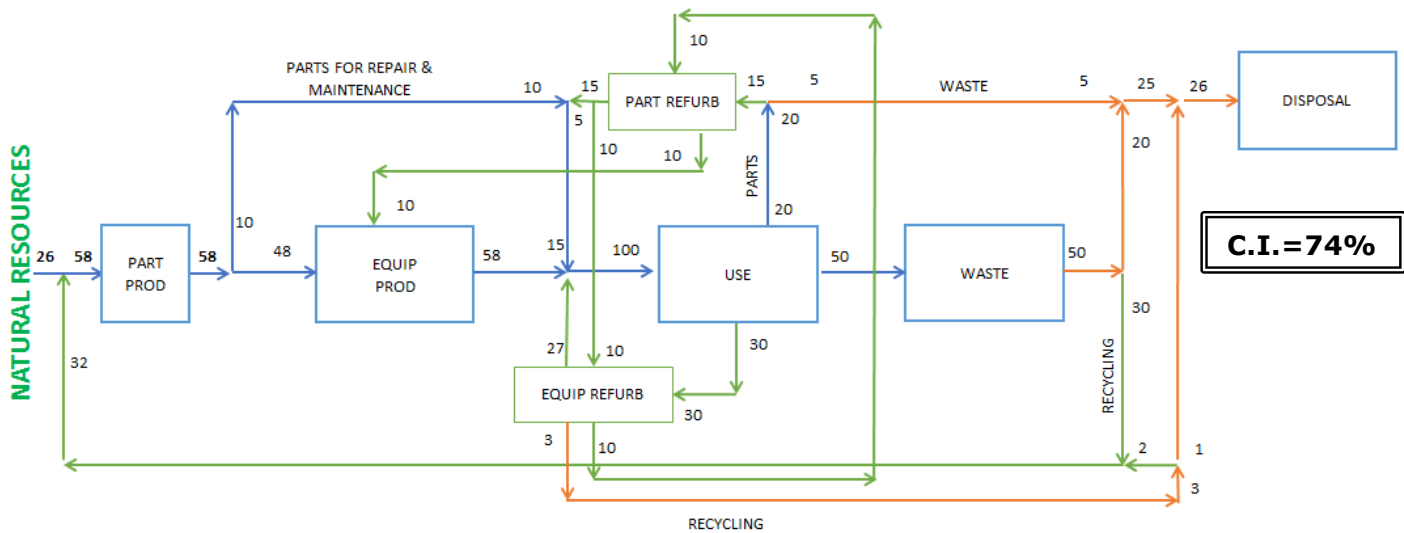 10
PARTS FOR REPAIR &
MAINTENANCE
10
15
PART REFURB
15
5
WASTE
5
25
26
DISPOSAL
5
20
10
10
20
PARTS
NATURAL RESOURCES
10
10
20
26
58
PART
PROD
58
48
EQUIP
PROD
58
15
100
USE
50
WASTE
50
C.I.=74%
30
32
27
10
30
RECYCLING
EQUIP REFURB
30
3
10
2
1
3
RECYCLING